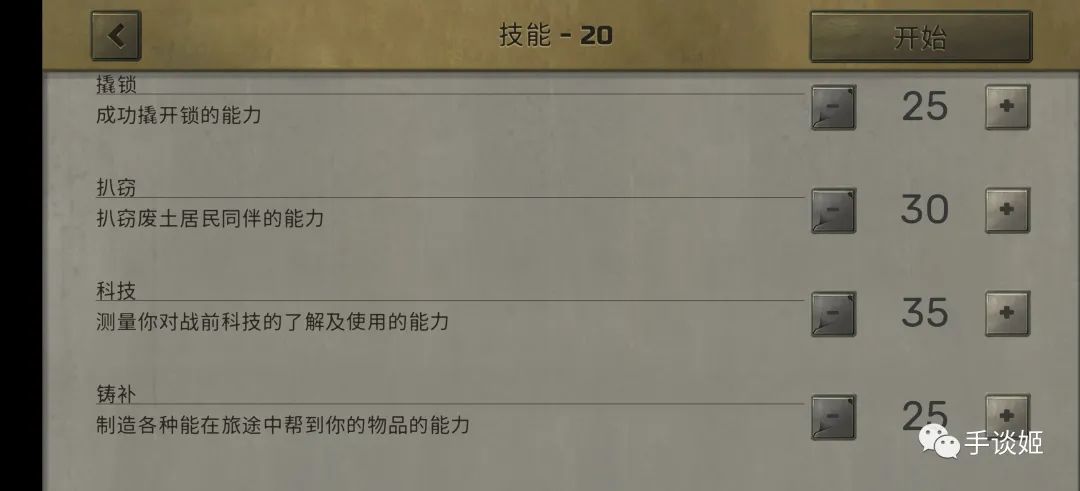 技能 - 20
开始
撬锁
成功撬开锁的能力
- 25 +
扒窃
扒窃废土居民同伴的能力
- 30 +
科技
测量你对战前科技的了解及使用的能力
- 35 +
铸补
制造各种能在旅途中帮到你的物品的能力
- 25 +
手谈姬